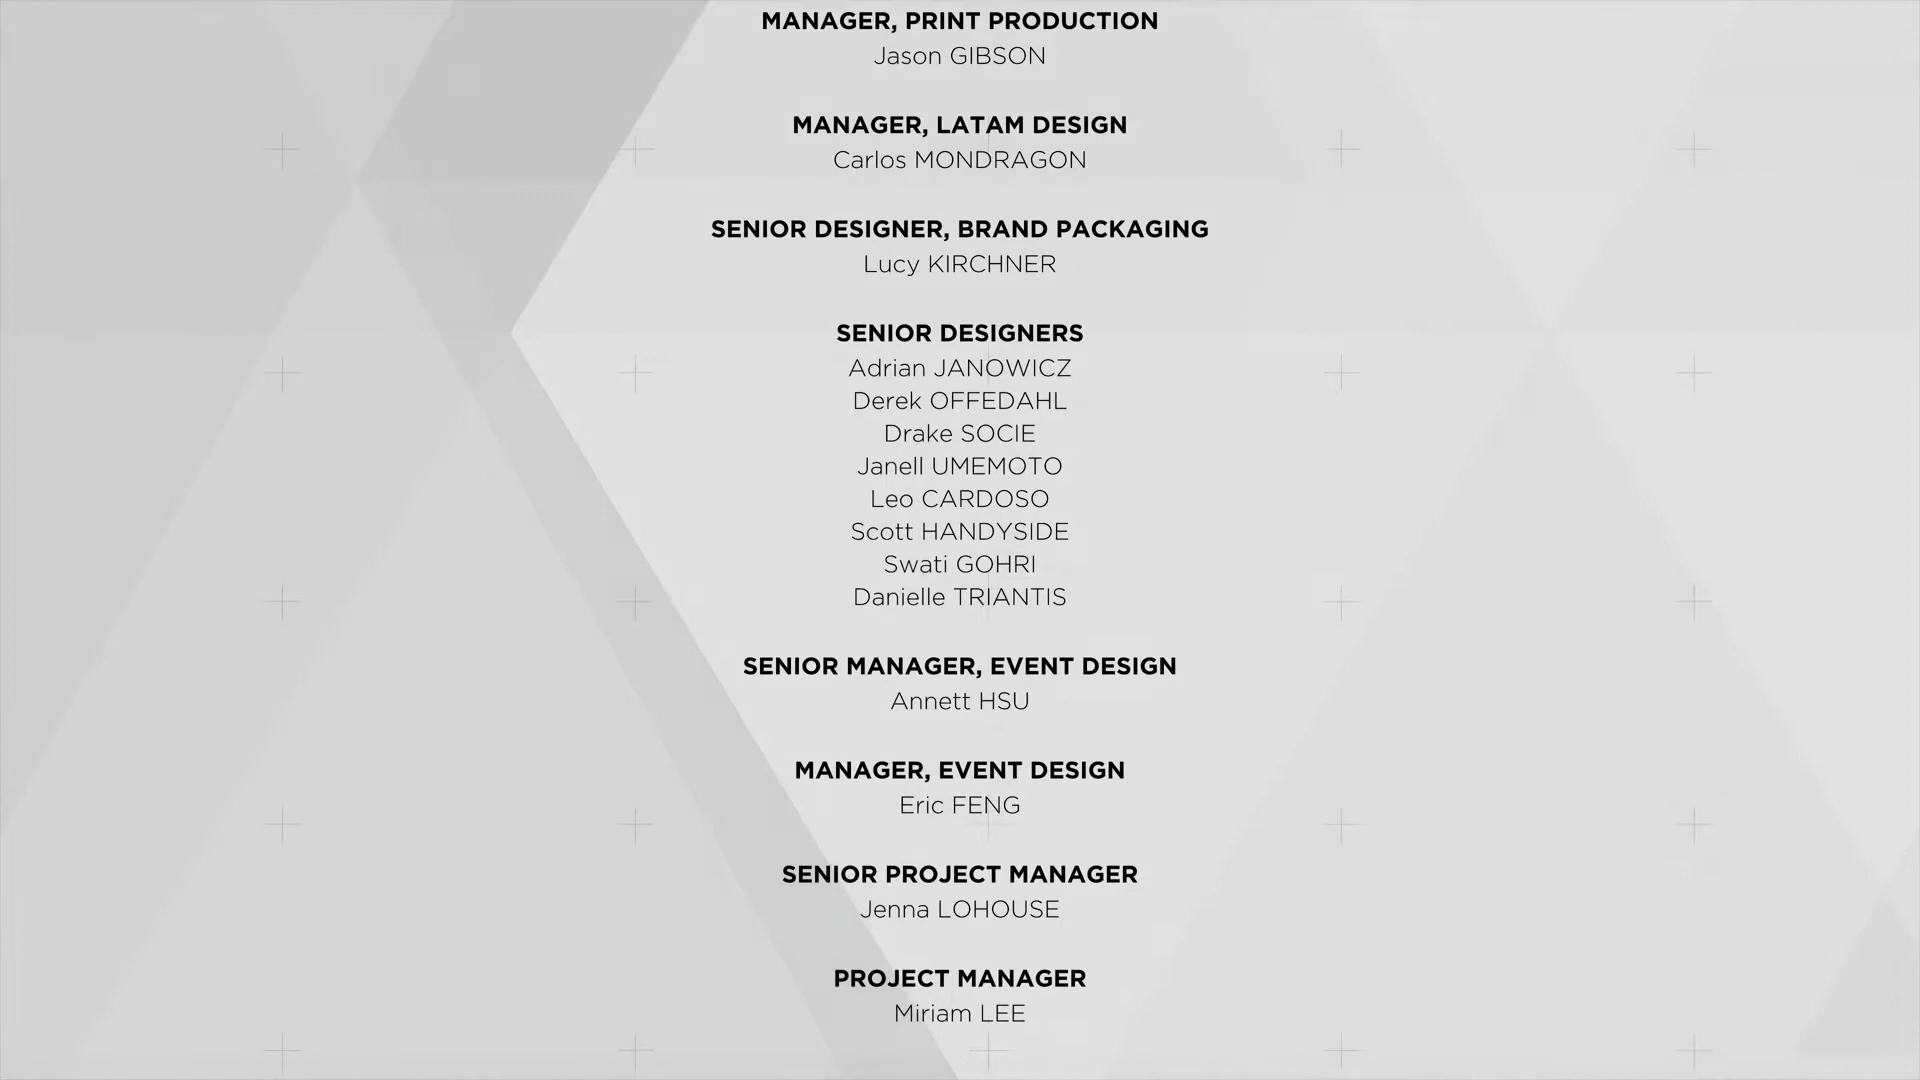 MANAGER, PRINT PRODUCTION
Jason GIBSON
MANAGER, LATAM DESIGN
Carlos MONDRAGON
SENIOR DESIGNER, BRAND PACKAGING
Lucy KIRCHNER
SENIOR DESIGNERS
Adrian JANOWICZ
Derek OFFEDAHL
Drake SOCIE
Janell UMEMOTO
Leo CARDOSO
Scott HANDYSIDE
Swati GOHRI
Danielle TRIANTIS
SENIOR MANAGER, EVENT DESIGN
Annett HSU
MANAGER, EVENT DESIGN
Eric FENG
SENIOR PROJECT MANAGER
Jenna LOHOUSE
PROJECT MANAGER
Miriam LEE